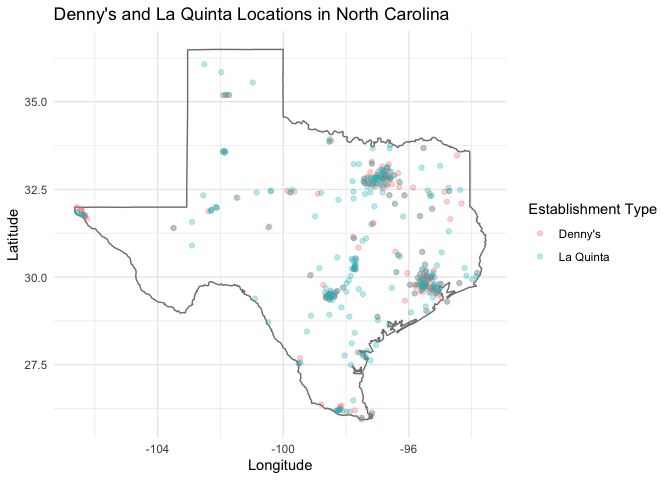 Denny's and La Quinta Locations in North Carolina
35.0
32.5
30.0
27.5
Latitude
-104
-100
-96
Longitude
Establishment Type
Denny's
La Quinta